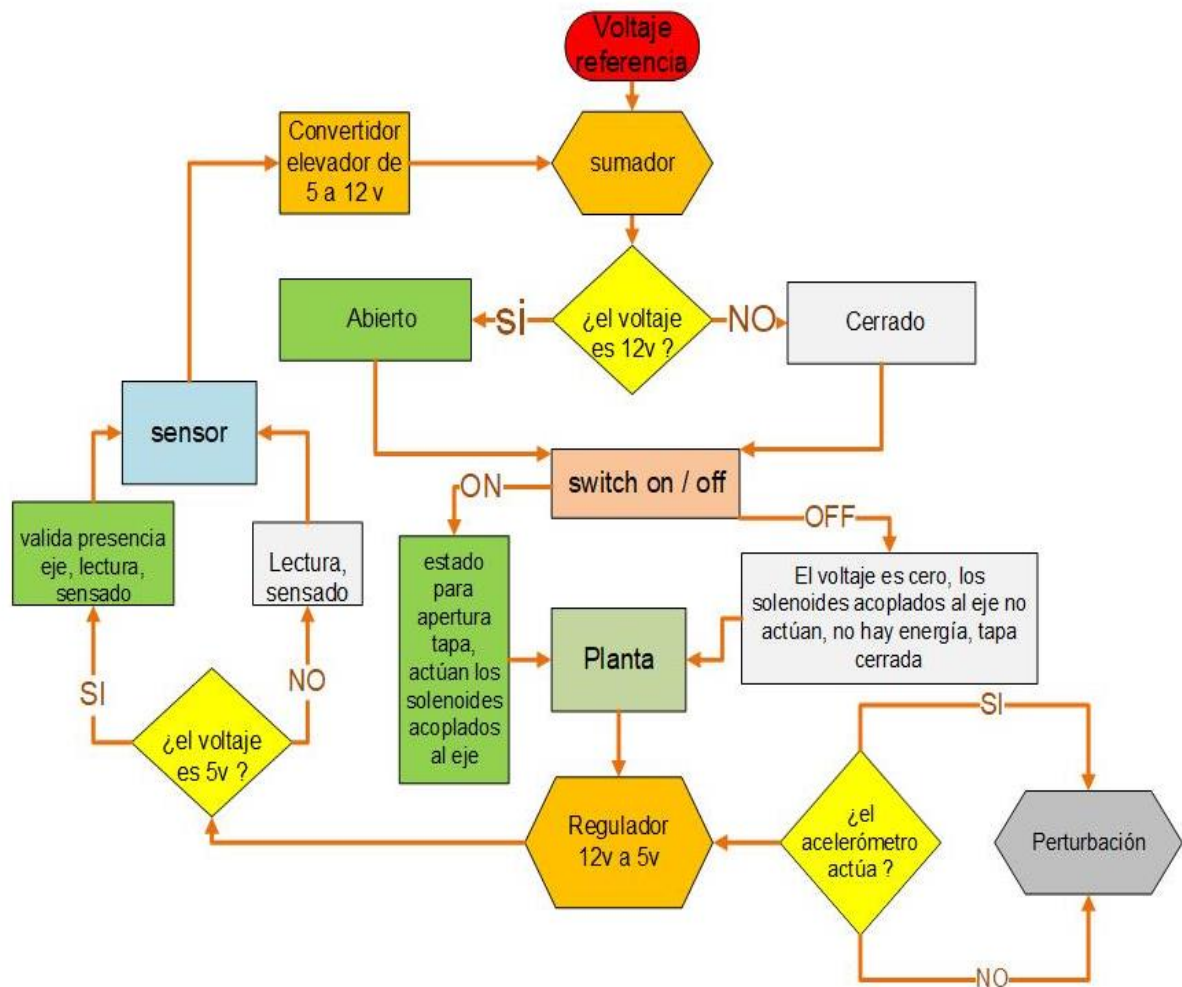 Voltaje
referencia
Convertidor
elevador de
5 a 12 v
sumador
Abierto
sí
¿el voltaje
es 12v ?
NO
Cerrado
sensor
switch on / off
ON
OFF
valida presencia
eje, lectura,
sensado
Lectura,
sensado
estado
para
apertura
tapa,
actúan los
solenoides
acoplados
al eje
Planta
El voltaje es cero, los
solenoides acoplados al eje no
actúan, no hay energía, tapa
cerrada
SI
NO
¿el voltaje
es 5v ?
Regulador
12v a 5v
¿el
acelerómetro
actúa ?
SI
Perturbación
NO